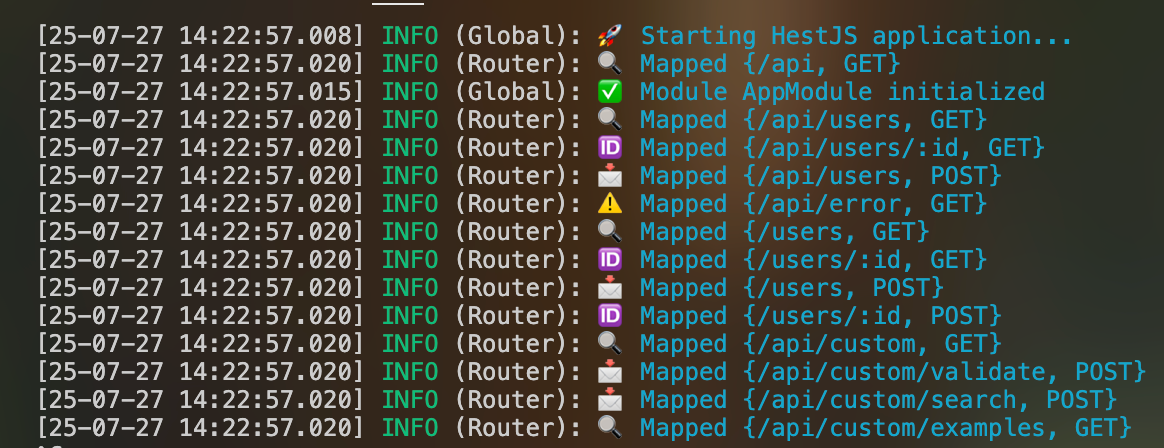 [25-07-27 14:22:57.008] INFO (Global): 🚀 Starting HestJS application...
[25-07-27 14:22:57.020] INFO (Router): 🔍 Mapped {/api, GET}
[25-07-27 14:22:57.015] INFO (Global): ✅ Module AppModule initialized
[25-07-27 14:22:57.020] INFO (Router): 🔍 Mapped {/api/users, GET}
[25-07-27 14:22:57.020] INFO (Router): 🆔 Mapped {/api/users/:id, GET}
[25-07-27 14:22:57.020] INFO (Router): 📩 Mapped {/api/users, POST}
[25-07-27 14:22:57.020] INFO (Router): ⚠️ Mapped {/api/error, GET}
[25-07-27 14:22:57.020] INFO (Router): 🔍 Mapped {/users, GET}
[25-07-27 14:22:57.020] INFO (Router): 🆔 Mapped {/users/:id, GET}
[25-07-27 14:22:57.020] INFO (Router): 📩 Mapped {/users, POST}
[25-07-27 14:22:57.020] INFO (Router): 🆔 Mapped {/users/:id, POST}
[25-07-27 14:22:57.020] INFO (Router): 🔍 Mapped {/api/custom, GET}
[25-07-27 14:22:57.020] INFO (Router): 📩 Mapped {/api/custom/validate, POST}
[25-07-27 14:22:57.020] INFO (Router): 📩 Mapped {/api/custom/search, POST}
[25-07-27 14:22:57.020] INFO (Router): 🔍 Mapped {/api/custom/examples, GET}